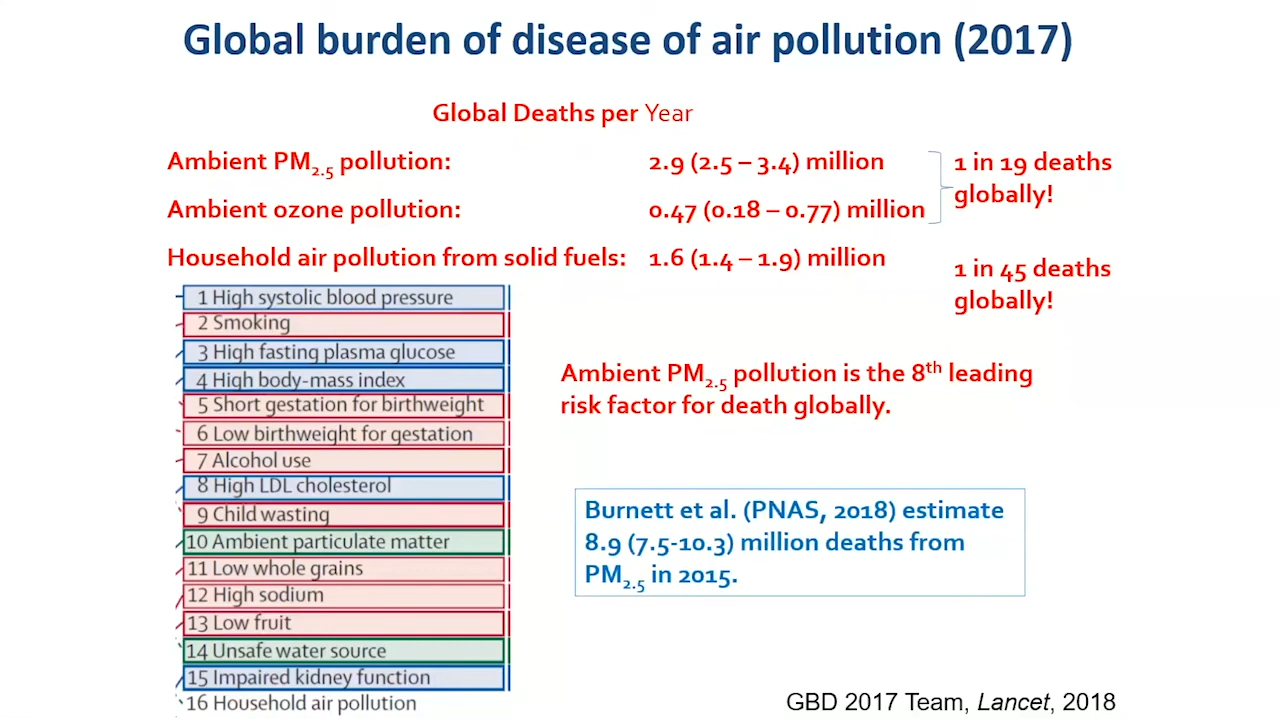 Global burden of disease of air pollution (2017)
Global Deaths per Year
Ambient PM2.5 pollution: 2.9 (2.5 – 3.4) million
1 in 19 deaths
globally!
Ambient ozone pollution: 0.47 (0.18 – 0.77) million
Household air pollution from solid fuels: 1.6 (1.4 – 1.9) million
1 in 45 deaths
globally!
1 High systolic blood pressure
2 Smoking
3 High fasting plasma glucose
4 High body-mass index
5 Short gestation for birthweight
6 Low birthweight for gestation
7 Alcohol use
8 High LDL cholesterol
9 Child wasting
10 Ambient particulate matter
11 Low whole grains
12 High sodium
13 Low fruit
14 Unsafe water source
15 Impaired kidney function
16 Household air pollution
Ambient PM2.5 pollution is the 8th leading
risk factor for death globally.
Burnett et al. (PNAS, 2018) estimate
8.9 (7.5-10.3) million deaths from
PM2.5 in 2015.
GBD 2017 Team, Lancet, 2018